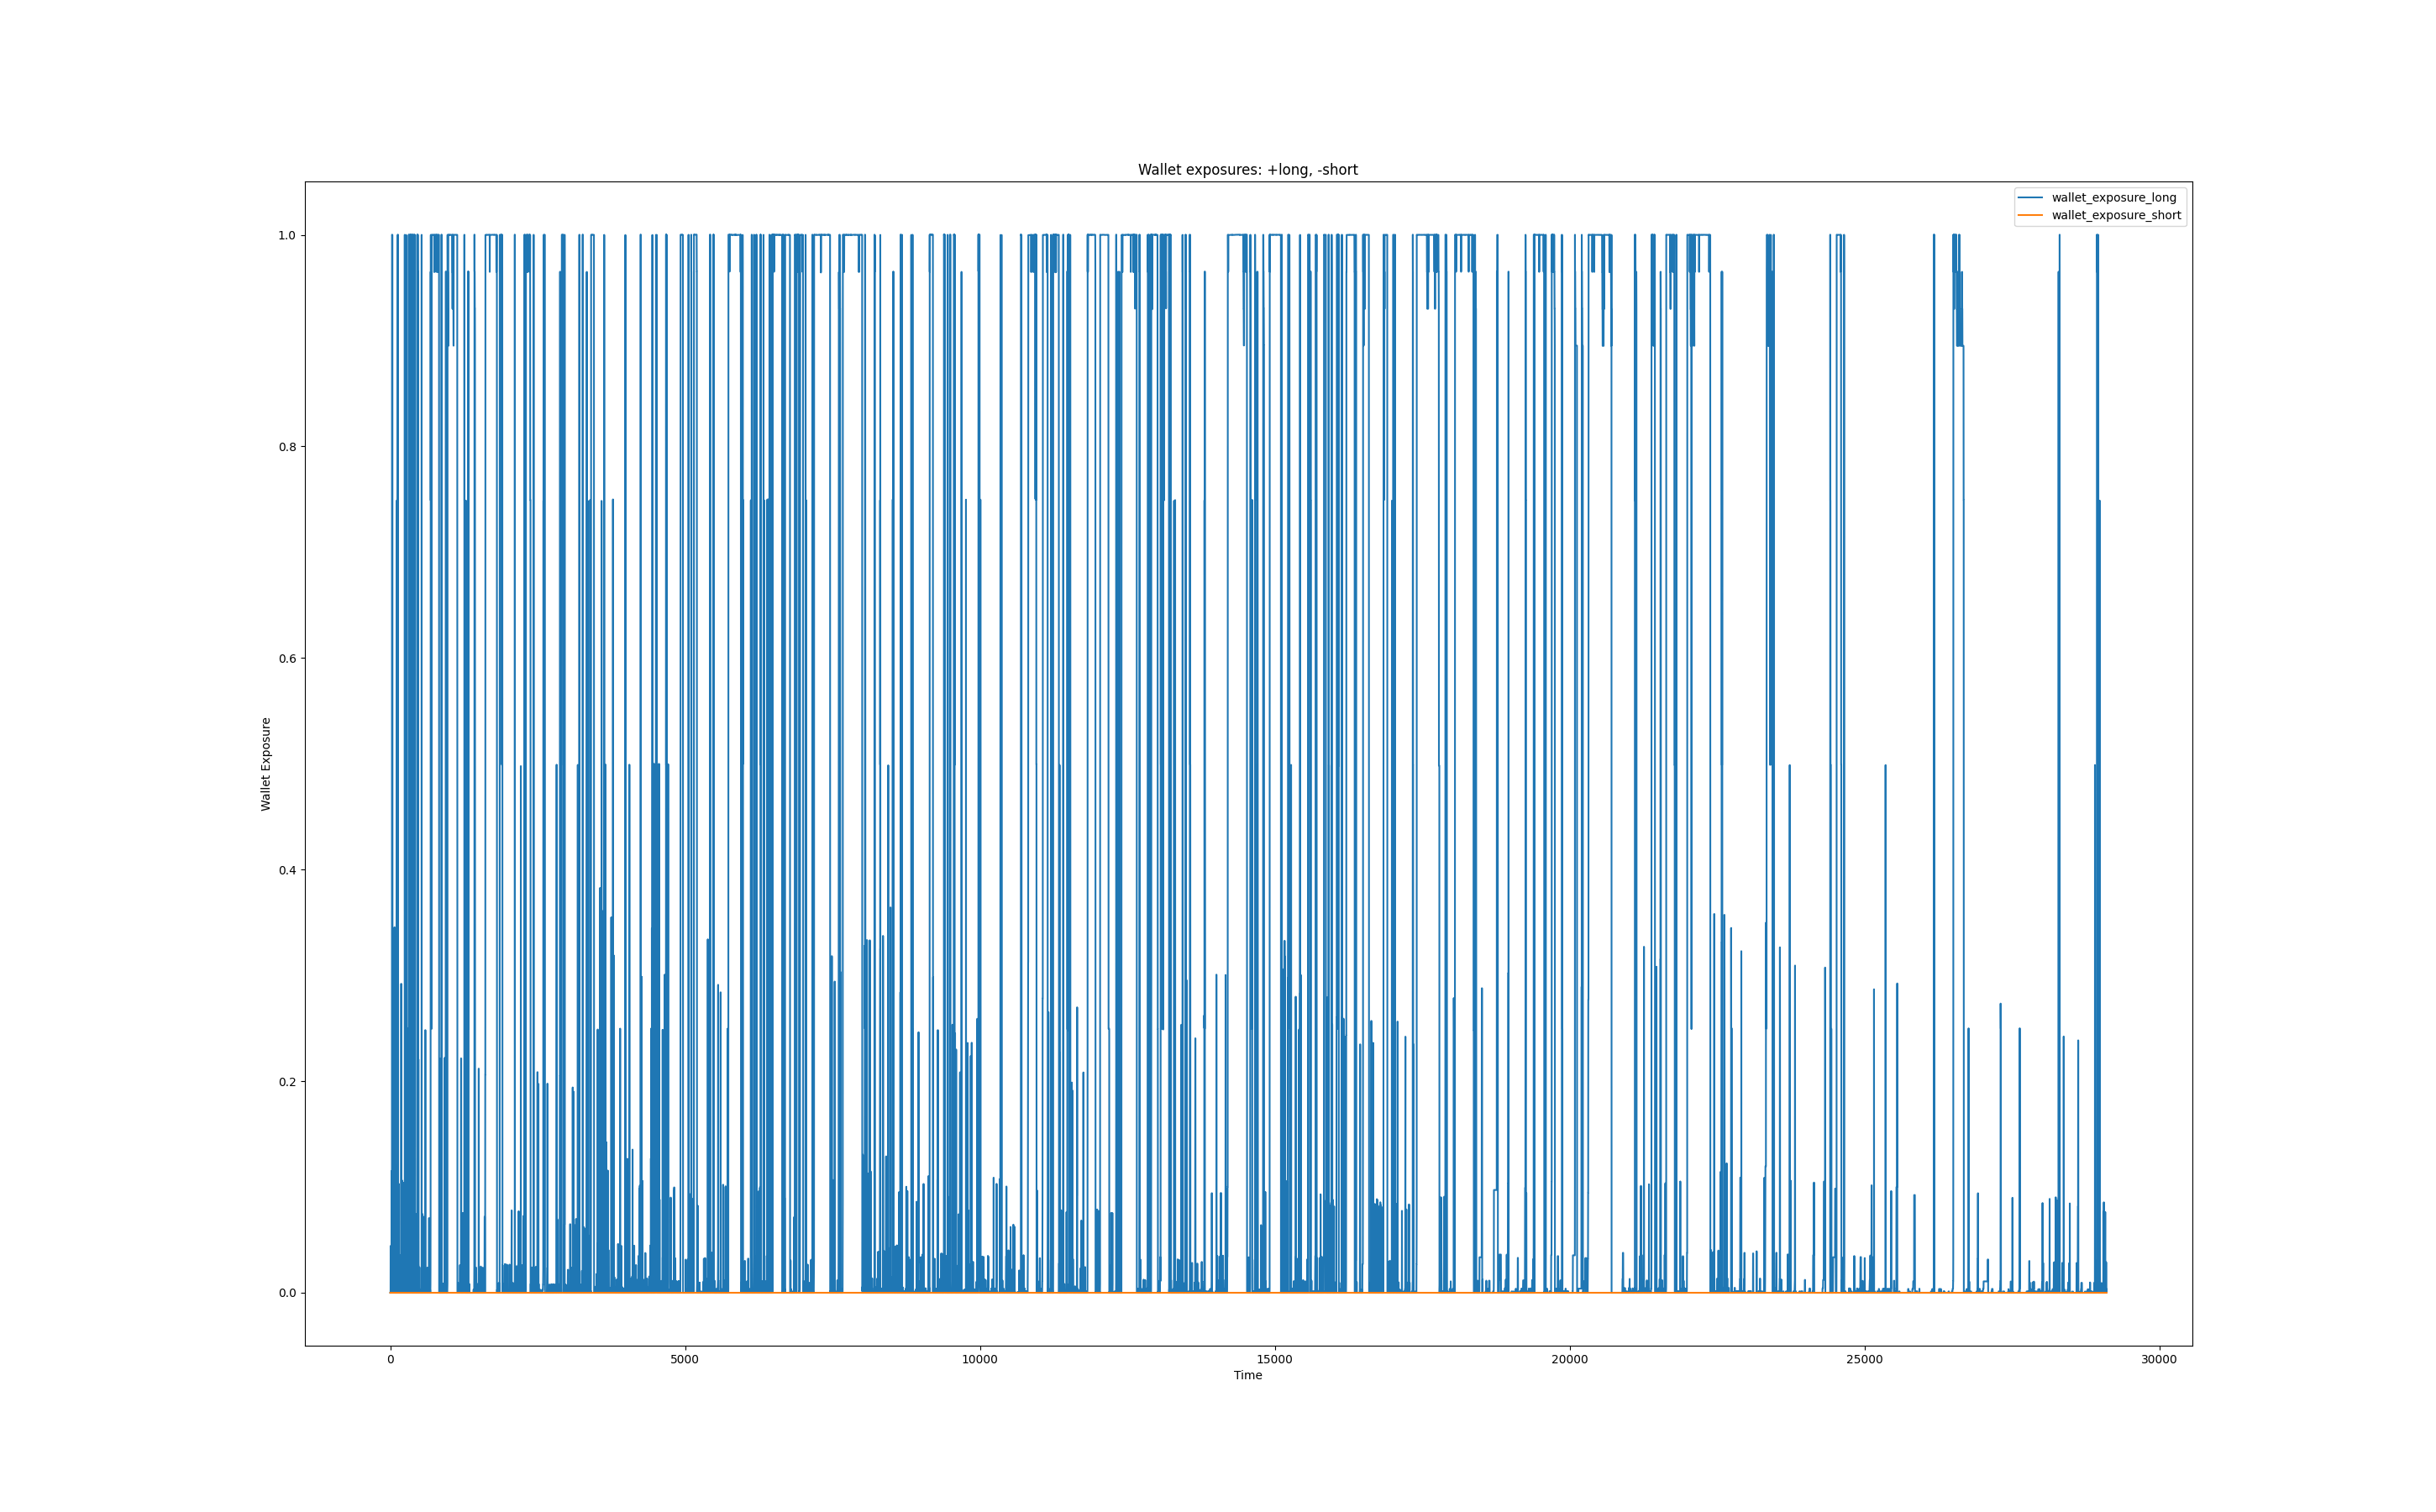 Wallet exposures: +long, -short
wallet_exposure_long
wallet_exposure_short
1.0
0.8
0.6
0.4
0.2
0.0
Wallet Exposure
0 5000 10000 15000 20000 25000 30000
Time